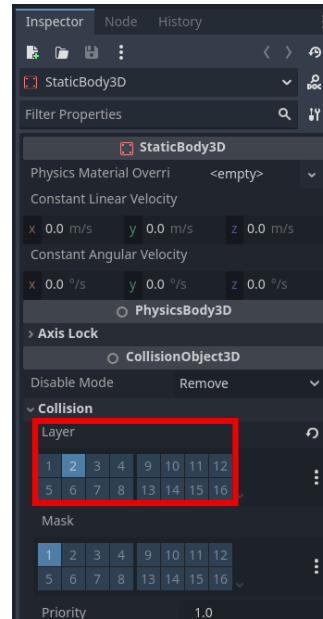 Inspector Node History
StaticBody3D DOC
Filter Properties
StaticBody3D
Physics Material Overri <empty>
Constant Linear Velocity
x 0.0 m/s y 0.0 m/s z 0.0 m/s
Constant Angular Velocity
x 0.0 °/s y 0.0 °/s z 0.0 °/s
PhysicsBody3D
Axis Lock
CollisionObject3D
Disable Mode Remove
Collision
Layer
1 2 3 4 9 10 11 12
5 6 7 8 13 14 15 16
Mask
1 2 3 4 9 10 11 12
5 6 7 8 13 14 15 16
Priority 1.0